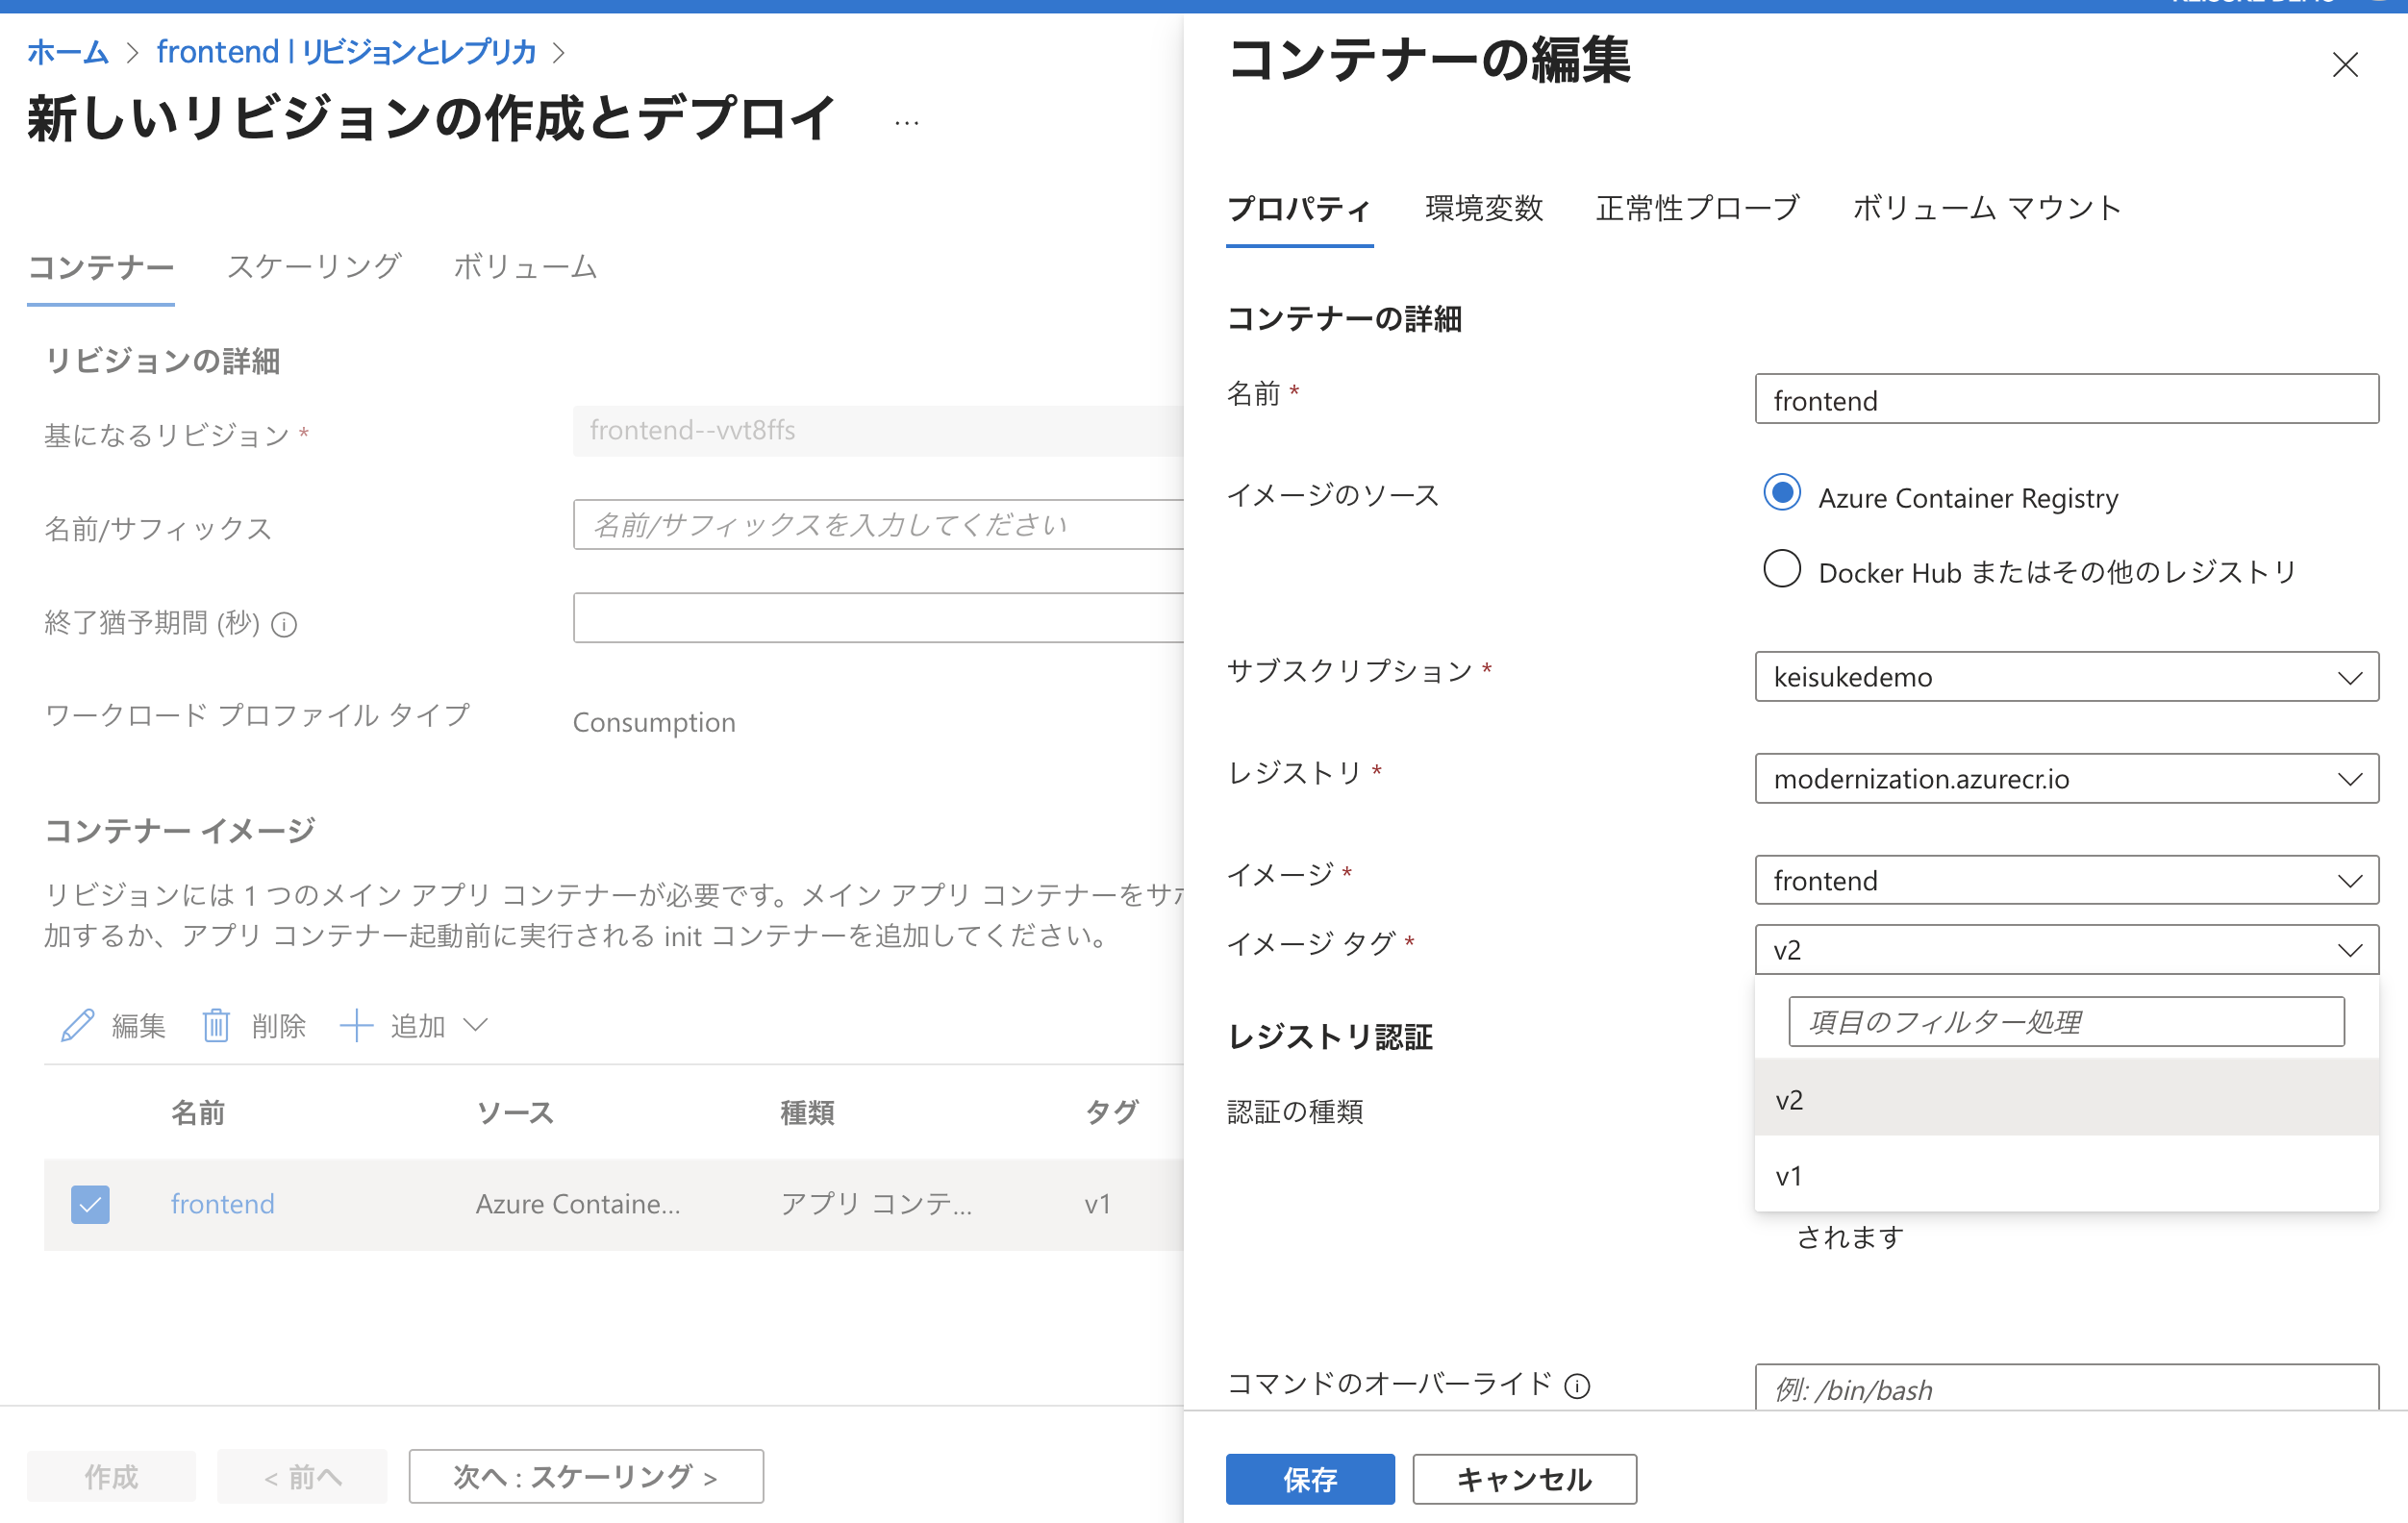 ホーム > frontend | リビジョンとレプリカ >
新しいリビジョンの作成とデプロイ ...
コンテナー スケーリング ボリューム
リビジョンの詳細
基になるリビジョン * frontend--vvt8ffs
名前/サフィックス 名前/サフィックスを入力してください
終了猶予期間 (秒)
ワークロード プロファイル タイプ Consumption
コンテナー イメージ
リビジョンには 1 つのメイン アプリ コンテナーが必要です。メイン アプリ コンテナーをサポ
加するか、アプリ コンテナー起動前に実行される init コンテナーを追加してください。
編集 削除 追加
名前 ソース 種類 タグ
frontend Azure Containe... アプリ コンテ... v1
作成 < 前へ 次へ : スケーリング >
コンテナーの編集
プロパティ 環境変数 正常性プローブ ボリューム マウント
コンテナーの詳細
名前 * frontend
イメージのソース Azure Container Registry
Docker Hub またはその他のレジストリ
サブスクリプション * keisukedemo
レジストリ * modernization.azurecr.io
イメージ * frontend
イメージ タグ * v2
項目のフィルター処理
v2
v1
レジストリ認証
認証の種類
されます
コマンドのオーバーライド 例: /bin/bash
保存 キャンセル